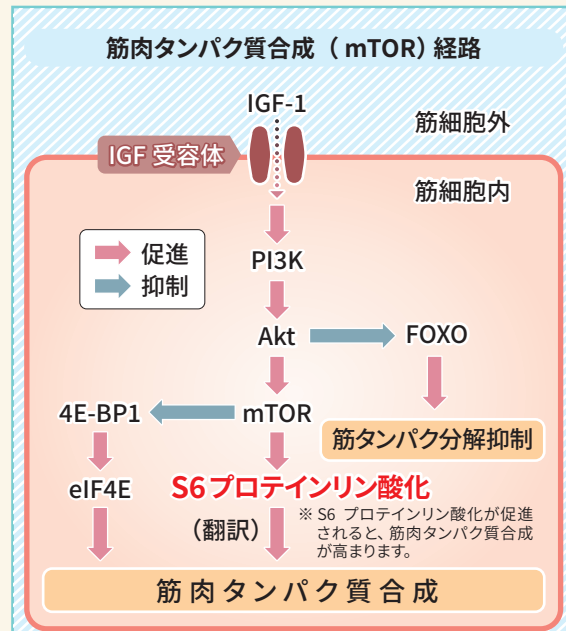 筋肉タンパク質合成（mTOR）経路
IGF-1
筋細胞外
IGF 受容体
筋細胞内
促進
抑制
PI3K
Akt
FOXO
4E-BP1
mTOR
筋タンパク分解抑制
eIF4E
S6プロテインリン酸化
（翻訳）
※ S6 プロテインリン酸化が促進
されると、筋肉タンパク質合成
が高まります。
筋肉タンパク質合成